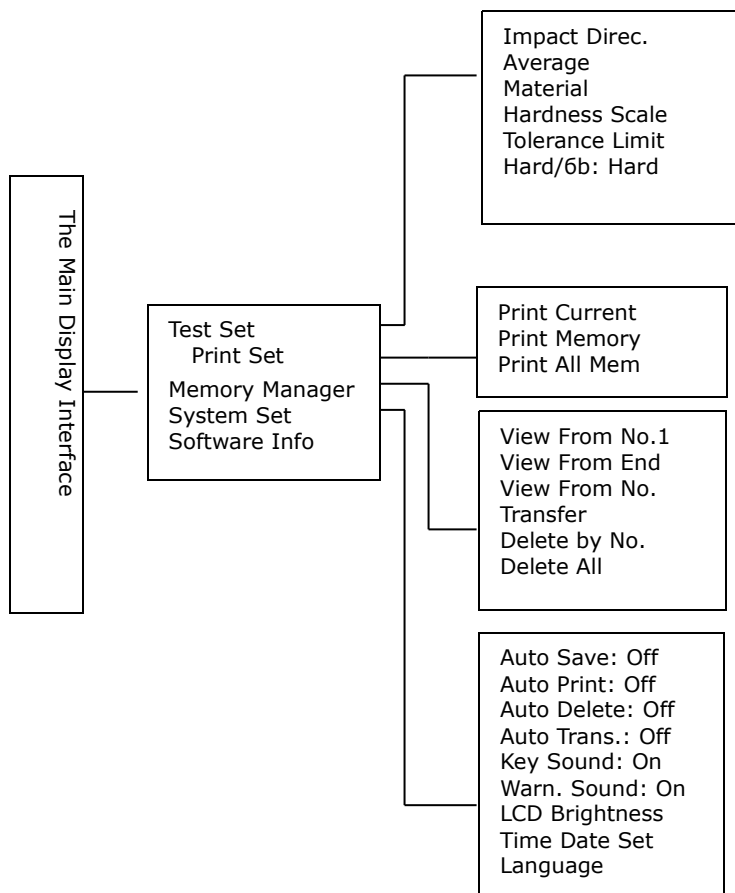 The Main Display Interface
Test Set
Print Set
Memory Manager
System Set
Software Info
Impact Direc.
Average
Material
Hardness Scale
Tolerance Limit
Hard/бb: Hard
Print Current
Print Memory
Print All Mem
View From No.1
View From End
View From No.
Transfer
Delete by No.
Delete All
Auto Save: Off
Auto Print: Off
Auto Delete: Off
Auto Trans.: Off
Key Sound: On
Warn. Sound: On
LCD Brightness
Time Date Set
Language